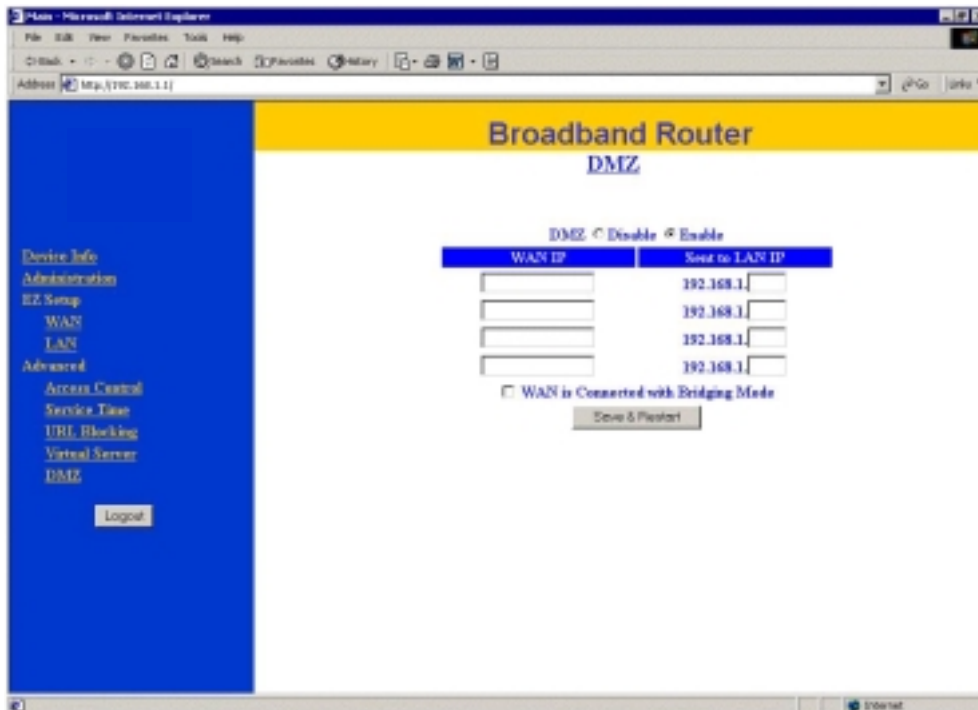 Main - Microsoft Internet Explorer
File Edit View Favorites Tools Help
Back Search Favorites History
Address http://192.168.1.1/ Go Links
Broadband Router
DMZ
DMZ Disable Enable
WAN IP Sent to LAN IP
192.168.1.
192.168.1.
192.168.1.
192.168.1.
WAN is Connected with Bridging Mode
Save & Restart
Device Info
Administration
EZ Setup
WAN
LAN
Advanced
Access Control
Service Time
URL Blocking
Virtual Server
DMZ
Logout
Internet